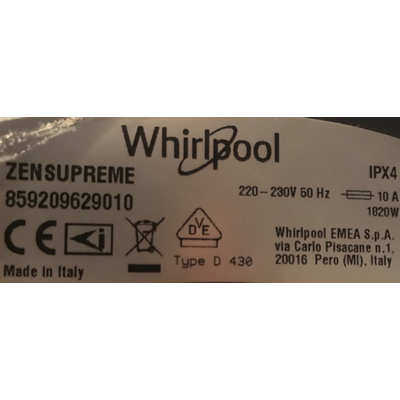 Whirlpool
ZENSUPREME
859209629010
IPX4
220-230V 50 Hz 10 A
1820W
CE
VDE
Made in Italy
Type D 430
Whirlpool EMEA S.p.A.
via Carlo Pisacane n.1,
20016 Pero (MI), Italy